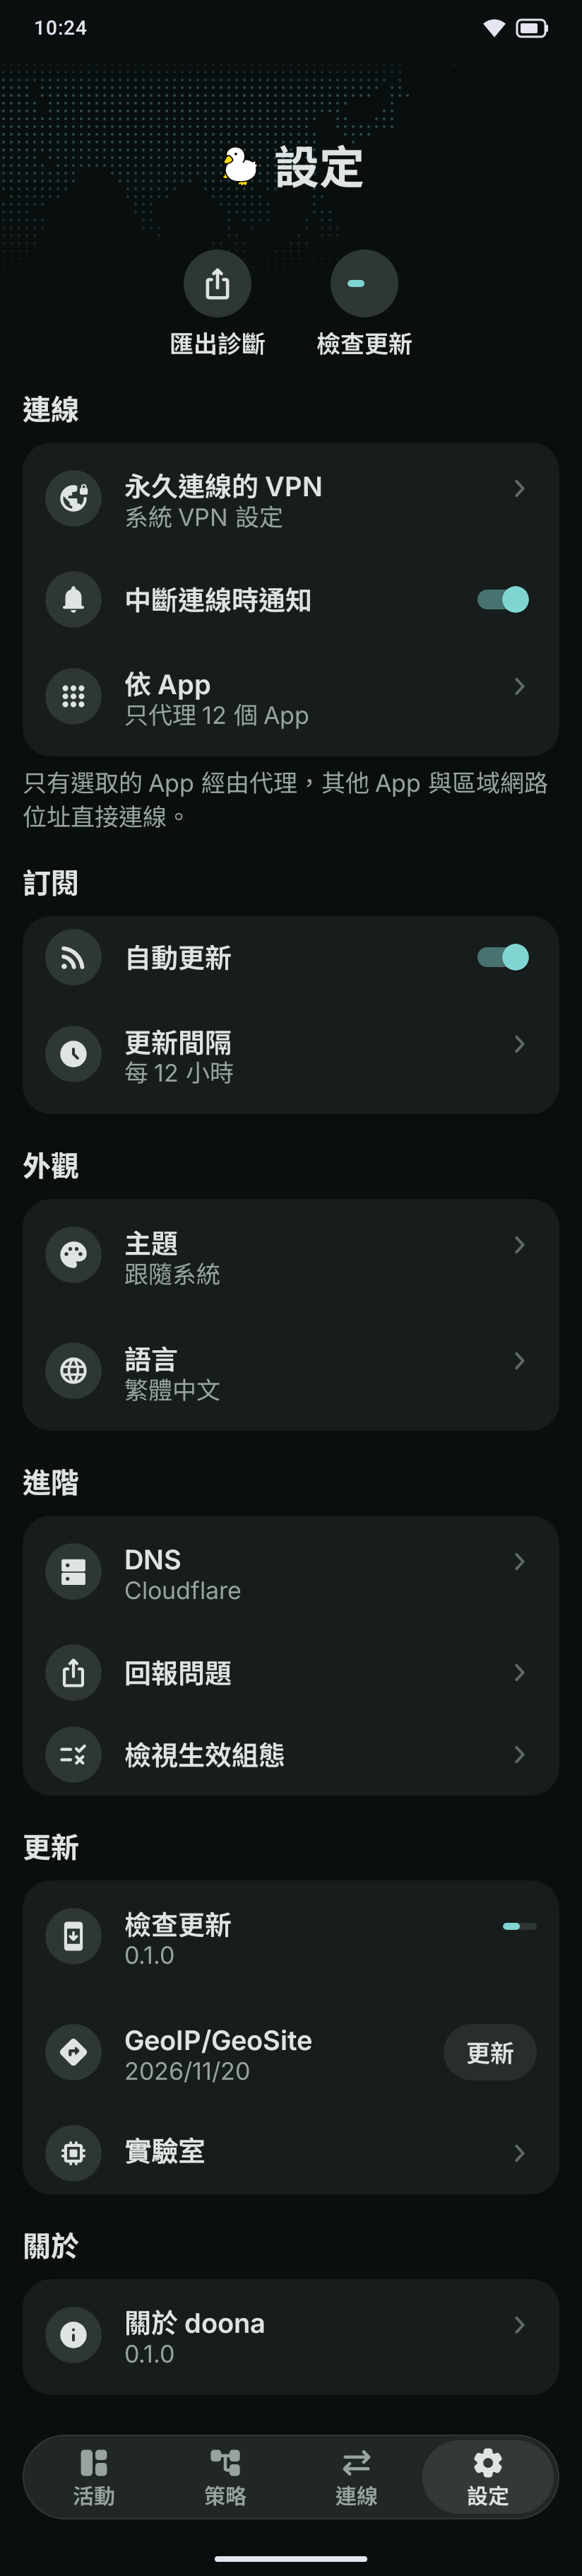 10:24
設定
匯出診斷
檢查更新
連線
永久連線的 VPN
系統 VPN 設定
中斷連線時通知
依 App
只代理 12 個 App
只有選取的 App 經由代理，其他 App 與區域網路
位址直接連線。
訂閱
自動更新
更新間隔
每 12 小時
外觀
主題
跟隨系統
語言
繁體中文
進階
DNS
Cloudflare
回報問題
檢視生效組態
更新
檢查更新
0.1.0
GeoIP/GeoSite
2026/11/20
更新
實驗室
關於
關於 doona
0.1.0
活動
策略
連線
設定